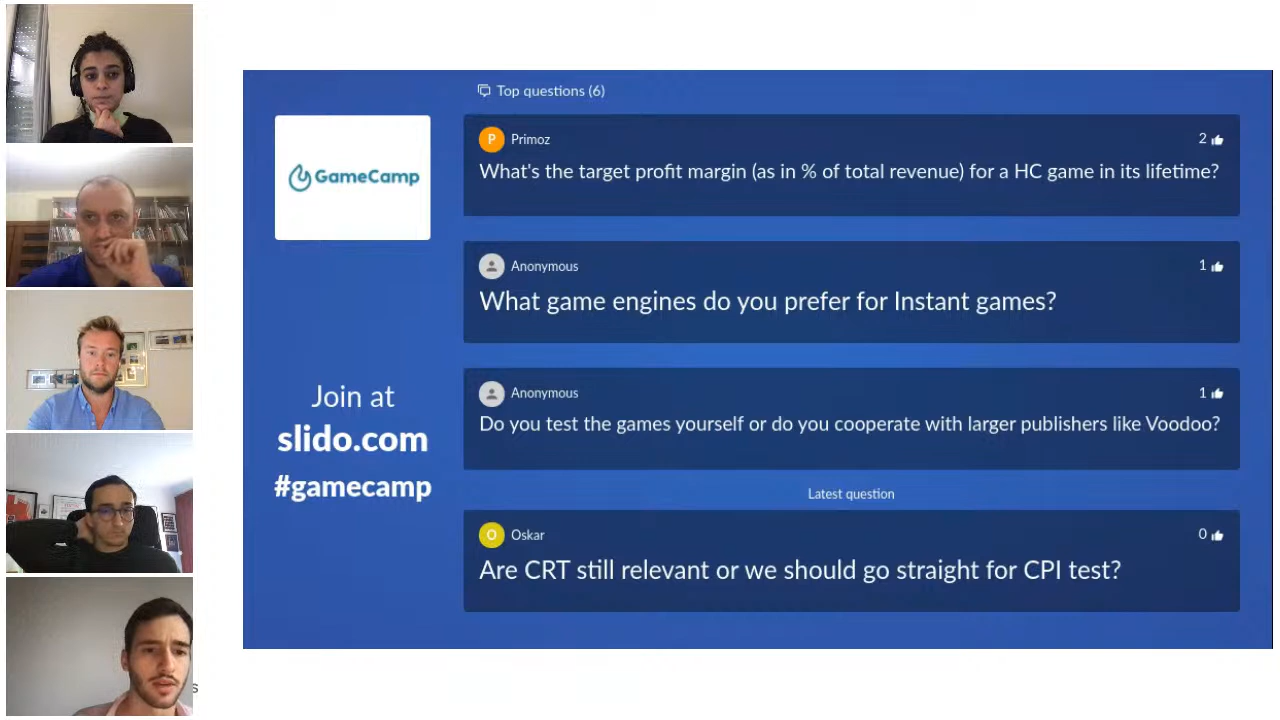 Top questions (6)
GameCamp
Join at
slido.com
#gamecamp
P Primoz 2
What's the target profit margin (as in % of total revenue) for a HC game in its lifetime?
Anonymous 1
What game engines do you prefer for Instant games?
Anonymous 1
Do you test the games yourself or do you cooperate with larger publishers like Voodoo?
Latest question
O Oskar 0
Are CRT still relevant or we should go straight for CPI test?
s